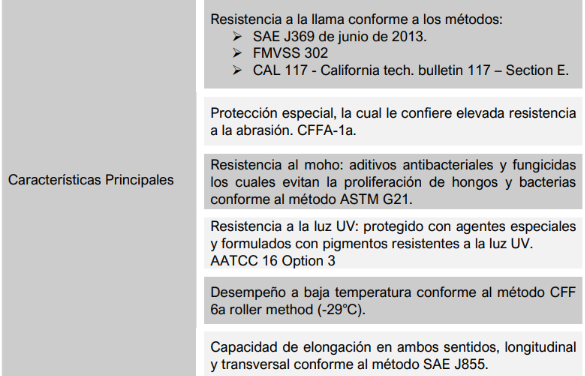 Resistencia a la llama conforme a los métodos:
➢ SAE J369 de junio de 2013.
➢ FMVSS 302
➢ CAL 117 - California tech. bulletin 117 – Section E.
Protección especial, la cual le confiere elevada resistencia
a la abrasión. CFFA-1a.
Características Principales
Resistencia al moho: aditivos antibacteriales y fungicidas
los cuales evitan la proliferación de hongos y bacterias
conforme al método ASTM G21.
Resistencia a la luz UV: protegido con agentes especiales
y formulados con pigmentos resistentes a la luz UV.
AATCC 16 Option 3
Desempeño a baja temperatura conforme al método CFF
6a roller method (-29°C).
Capacidad de elongación en ambos sentidos, longitudinal
y transversal conforme al método SAE J855.